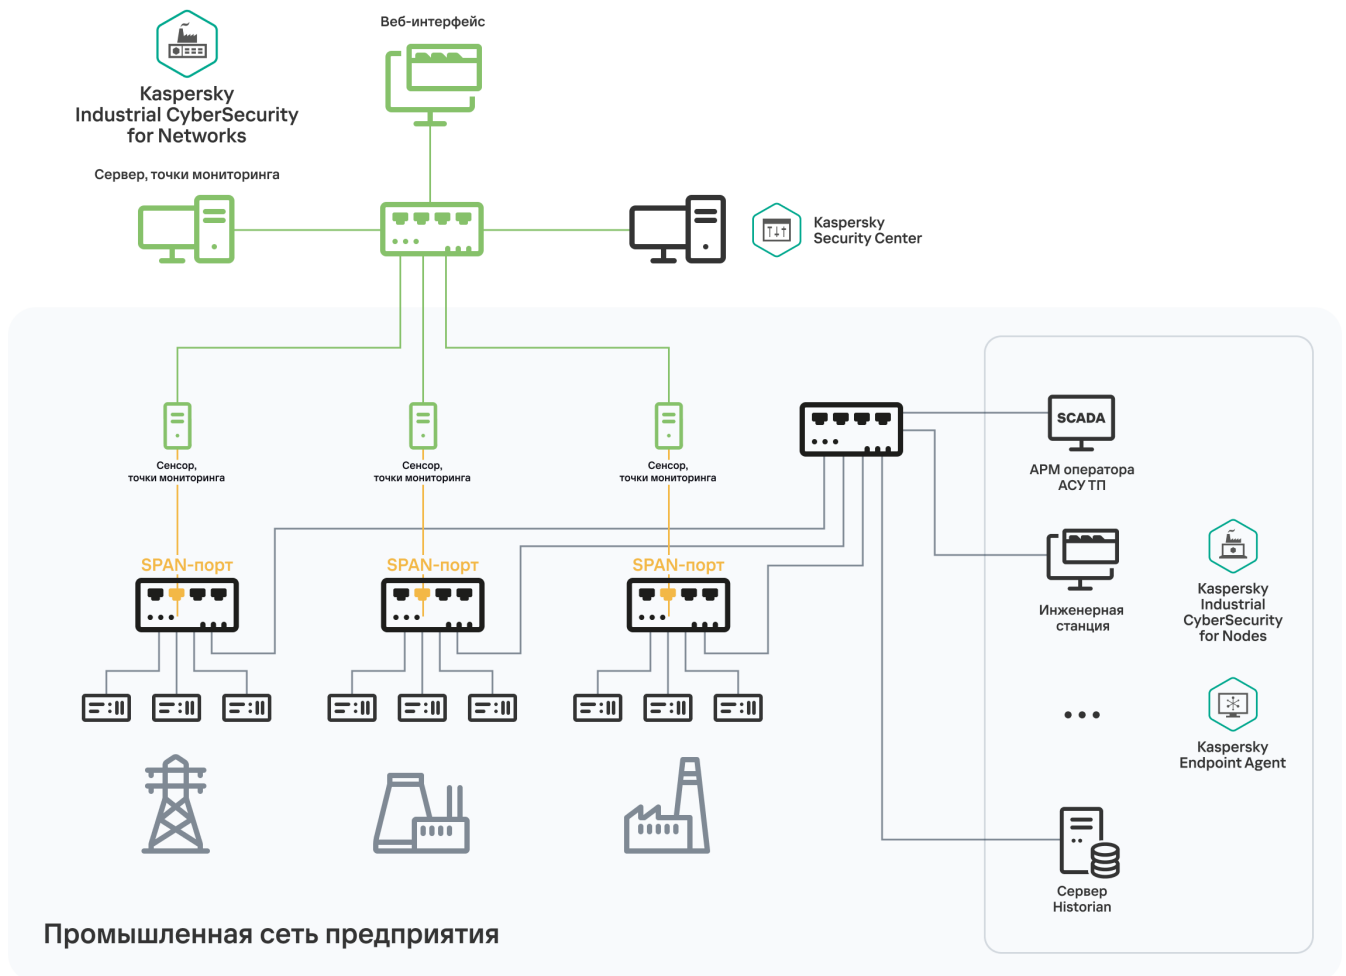 Веб-интерфейс
Kaspersky
Industrial CyberSecurity
for Networks
Сервер, точки мониторинга
Kaspersky
Security Center
Сенсор,
точки мониторинга
Сенсор,
точки мониторинга
Сенсор,
точки мониторинга
SCADA
АРМ оператора
АСУ ТП
SPAN-порт
SPAN-порт
SPAN-порт
Инженерная
станция
Kaspersky
Industrial
CyberSecurity
for Nodes
Kaspersky
Endpoint Agent
Сервер
Historian
Промышленная сеть предприятия